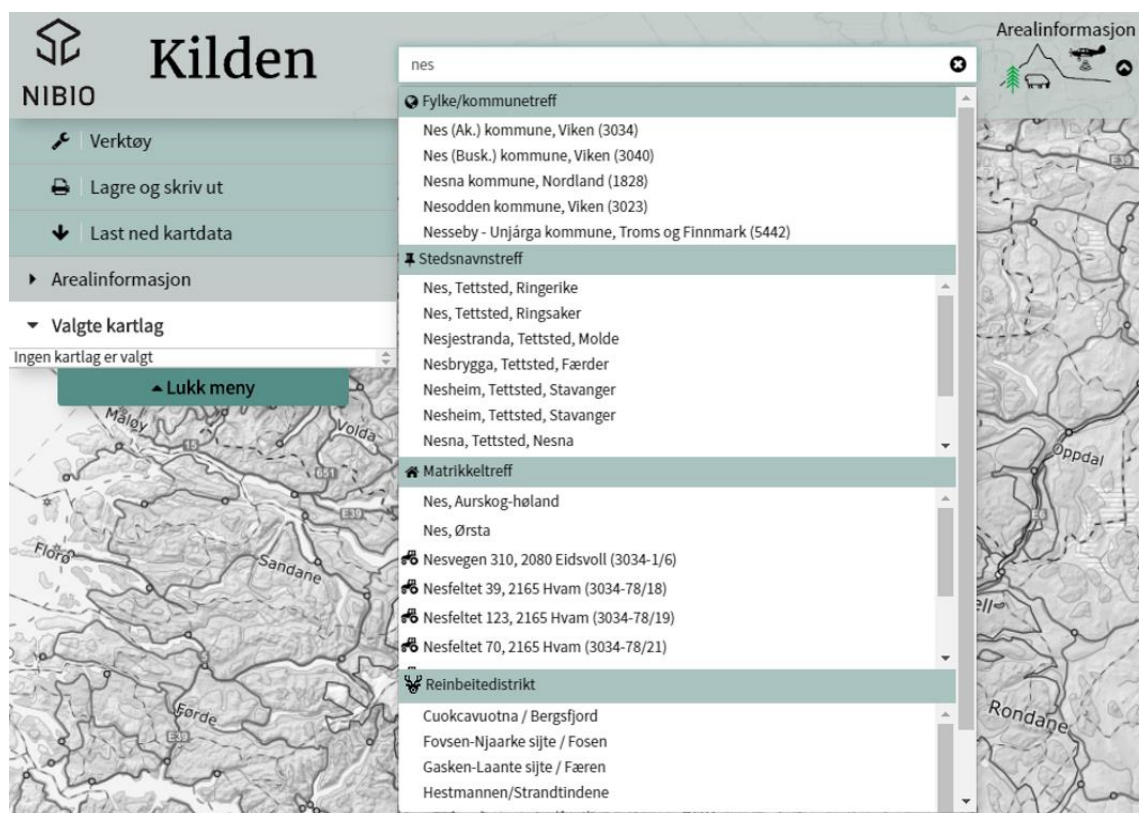 NIBIO
Kilden
nes
Arealinformasjon
Verktøy
Lagre og skriv ut
Last ned kartdata
Arealinformasjon
Valgte kartlag
Ingen kartlag er valgt
Lukk meny
Fylke/kommunetreff
Nes (Ak.) kommune, Viken (3034)
Nes (Busk.) kommune, Viken (3040)
Nesna kommune, Nordland (1828)
Nesodden kommune, Viken (3023)
Nesseby - Unjárga kommune, Troms og Finnmark (5442)
Stedsnavnstreff
Nes, Tettsted, Ringerike
Nes, Tettsted, Ringsaker
Nesjestranda, Tettsted, Molde
Nesbrygga, Tettsted, Færder
Nesheim, Tettsted, Stavanger
Nesheim, Tettsted, Stavanger
Nesna, Tettsted, Nesna
Matrikkeltreff
Nes, Aurskog-høland
Nes, Ørsta
Nesvegen 310, 2080 Eidsvoll (3034-1/6)
Nesfeltet 39, 2165 Hvam (3034-78/18)
Nesfeltet 123, 2165 Hvam (3034-78/19)
Nesfeltet 70, 2165 Hvam (3034-78/21)
Reinbeitedistrikt
Cuokcavuotna / Bergsfjord
Fovsen-Njaarke sijte / Fosen
Gasken-Laante sijte / Færen
Hestmannen/Strandtindene
Måløy
Volda
15
651
E39
Florø
Sandane
Førde
E39
E39
Oppdal
E6
Rondane